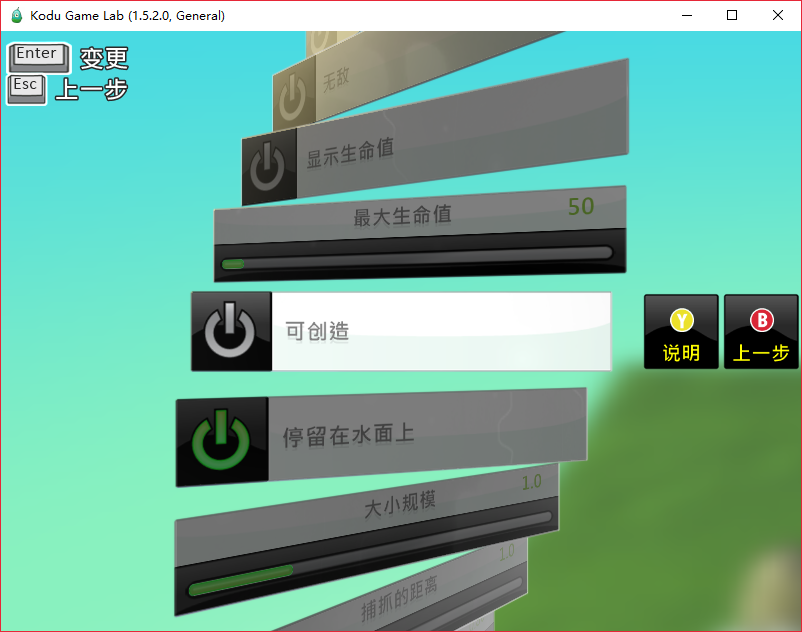 Kodu Game Lab (1.5.2.0, General)
Enter 变更
Esc 上一步
无敌
显示生命值
最大生命值 50
可创造
Y 说明
B 上一步
停留在水面上
大小规模 1.0
捕抓的距离 1.0